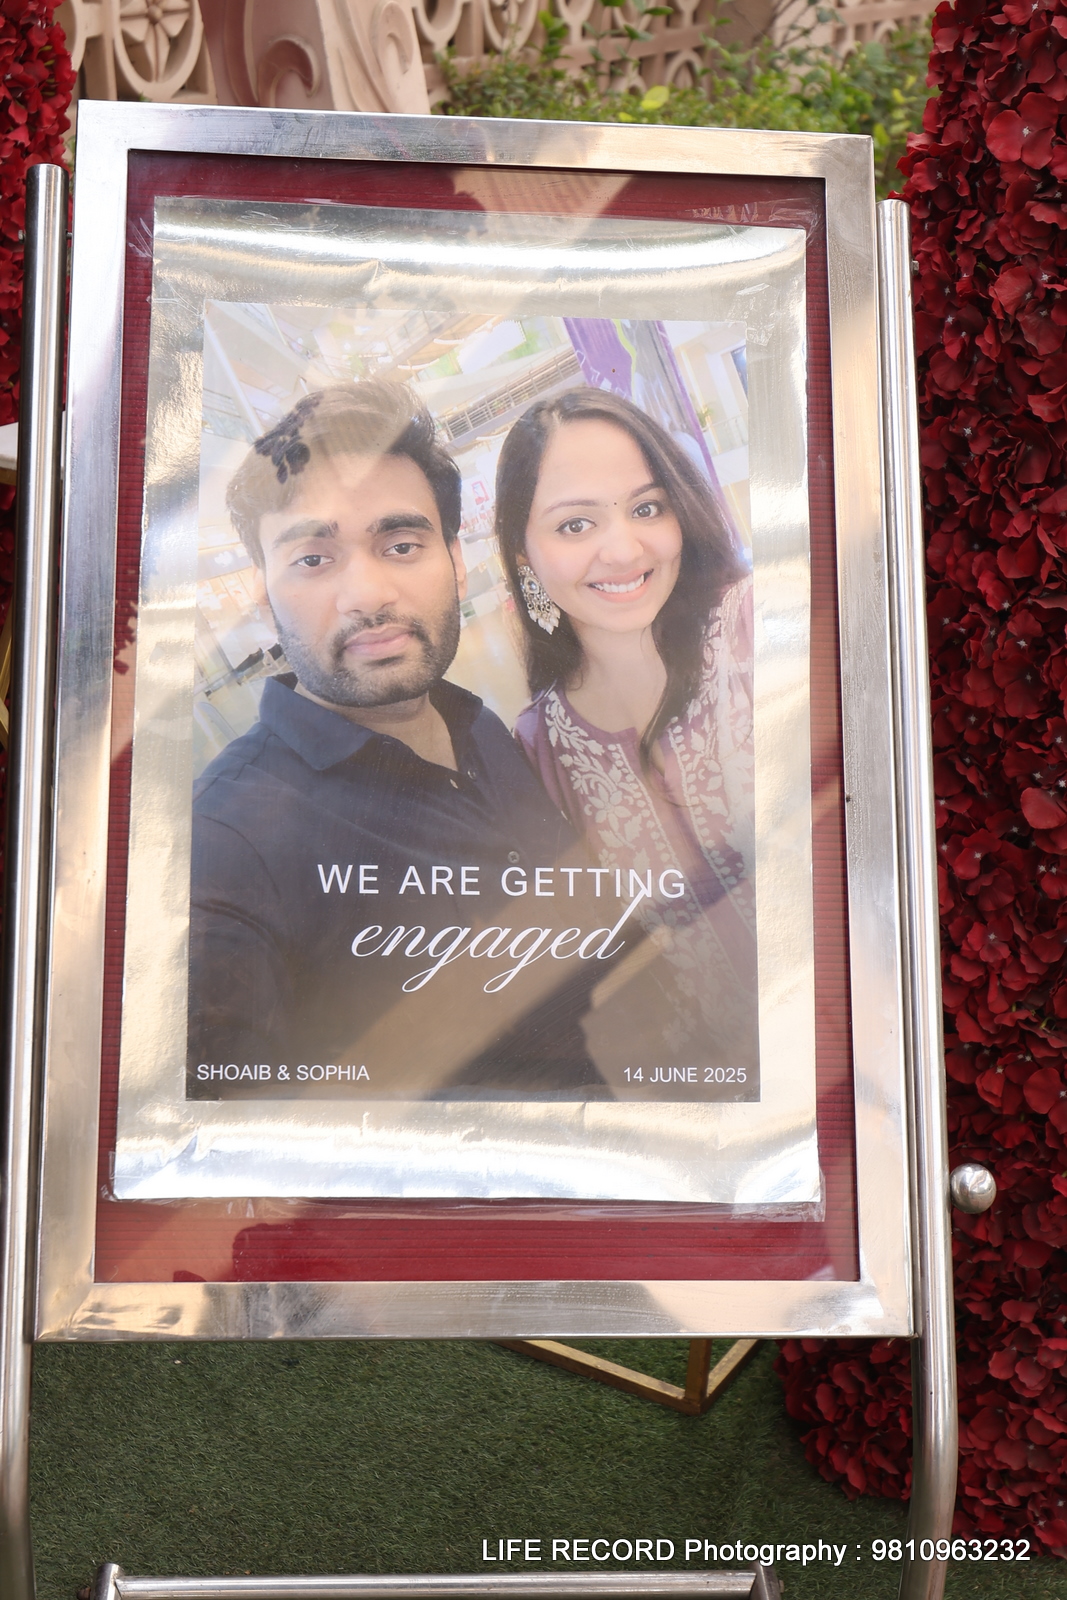 WE ARE GETTING
engaged
SHOAIB & SOPHIA
14 JUNE 2025
LIFE RECORD Photography : 9810963232